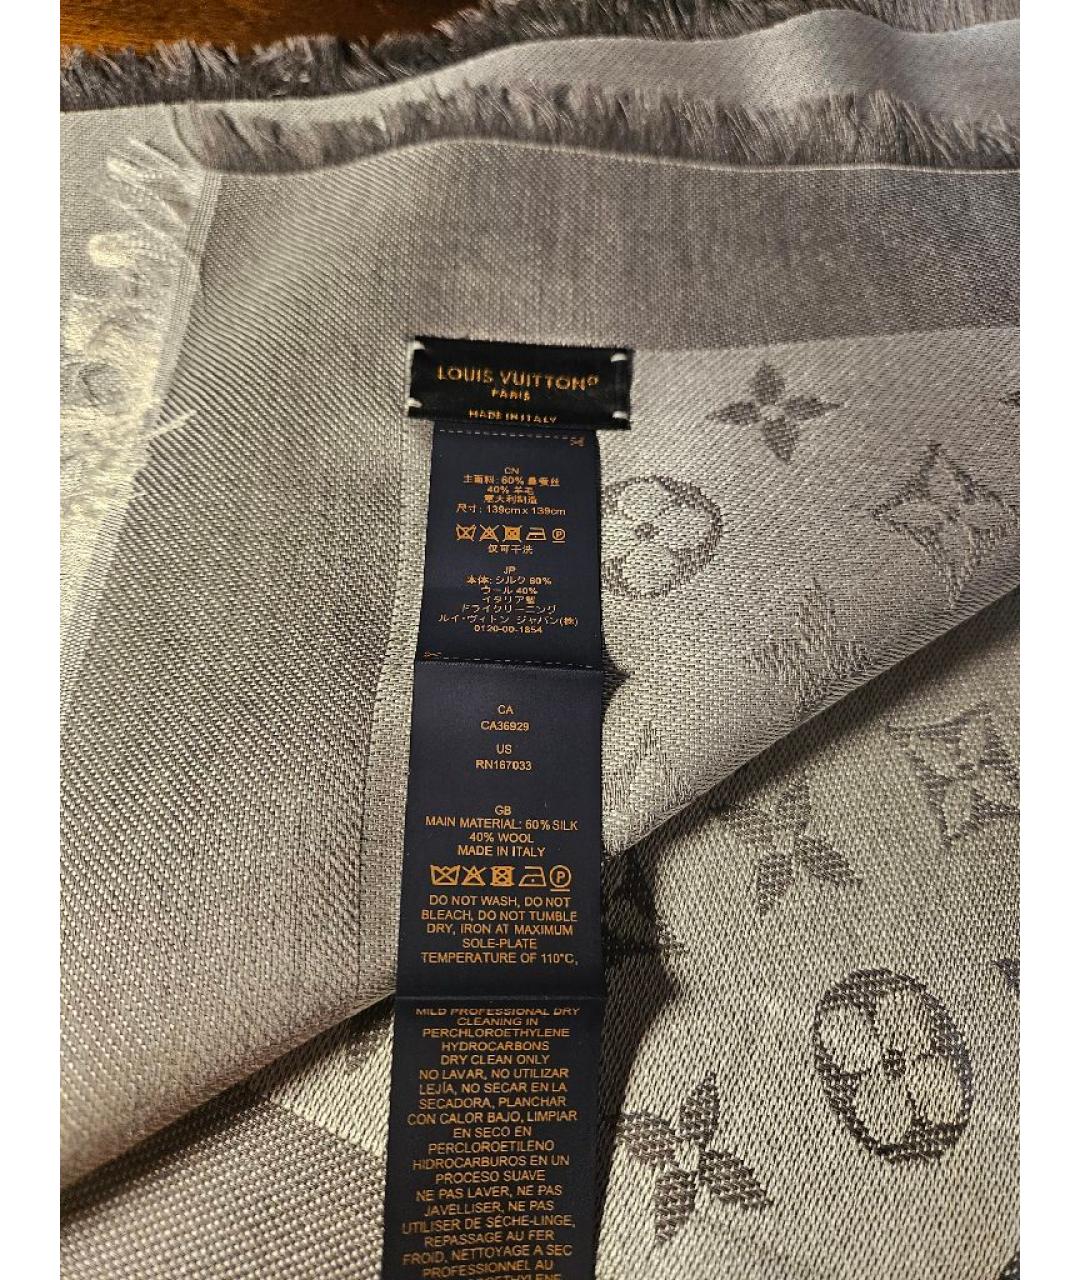 LOUIS VUITTON®
PARIS
MADE IN ITALY
CN
主面料: 60% 桑蚕丝
40% 羊毛
意大利制造
尺寸: 139cm x 139cm
仅可干洗
JP
本体: シルク 60%
ウール 40%
イタリア製
ドライクリーニング
ルイ・ヴィトン ジャパン(株)
0120-00-1854
CA
CA36929
US
RN167033
GB
MAIN MATERIAL: 60% SILK
40% WOOL
MADE IN ITALY
DO NOT WASH, DO NOT
BLEACH, DO NOT TUMBLE
DRY, IRON AT MAXIMUM
SOLE-PLATE
TEMPERATURE OF 110°C,
MILD PROFESSIONAL DRY
CLEANING IN
PERCHLOROETHYLENE
HYDROCARBONS
DRY CLEAN ONLY
NO LAVAR, NO UTILIZAR
LEJÍA, NO SECAR EN LA
SECADORA, PLANCHAR
CON CALOR BAJO, LIMPIAR
EN SECO EN
PERCLOROETILENO
HIDROCARBUROS EN UN
PROCESO SUAVE
NE PAS LAVER, NE PAS
JAVELLISER, NE PAS
UTILISER DE SÈCHE-LINGE,
REPASSAGE AU FER
FROID, NETTOYAGE A SEC
PROFESSIONNEL AU